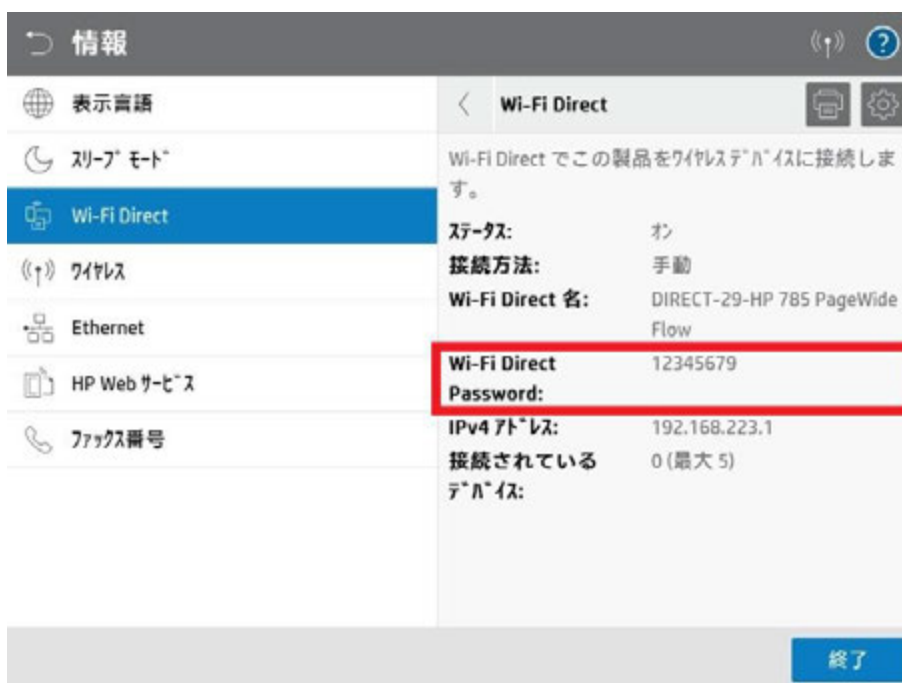 情報
?
表示言語
ｽﾘｰﾌﾟ ﾓｰﾄﾞ
Wi-Fi Direct
ﾜｲﾔﾚｽ
Ethernet
HP Web ｻｰﾋﾞｽ
ﾌｧｯｸｽ番号
Wi-Fi Direct
Wi-Fi Direct でこの製品をﾜｲﾔﾚｽ ﾃﾞﾊﾞｲｽに接続しま
す。
ｽﾃｰﾀｽ: ｵﾝ
接続方法: 手動
Wi-Fi Direct 名: DIRECT-29-HP 785 PageWide
Flow
Wi-Fi Direct 12345679
Password:
IPv4 ｱﾄﾞﾚｽ: 192.168.223.1
接続されている 0 (最大 5)
ﾃﾞﾊﾞｲｽ:
終了